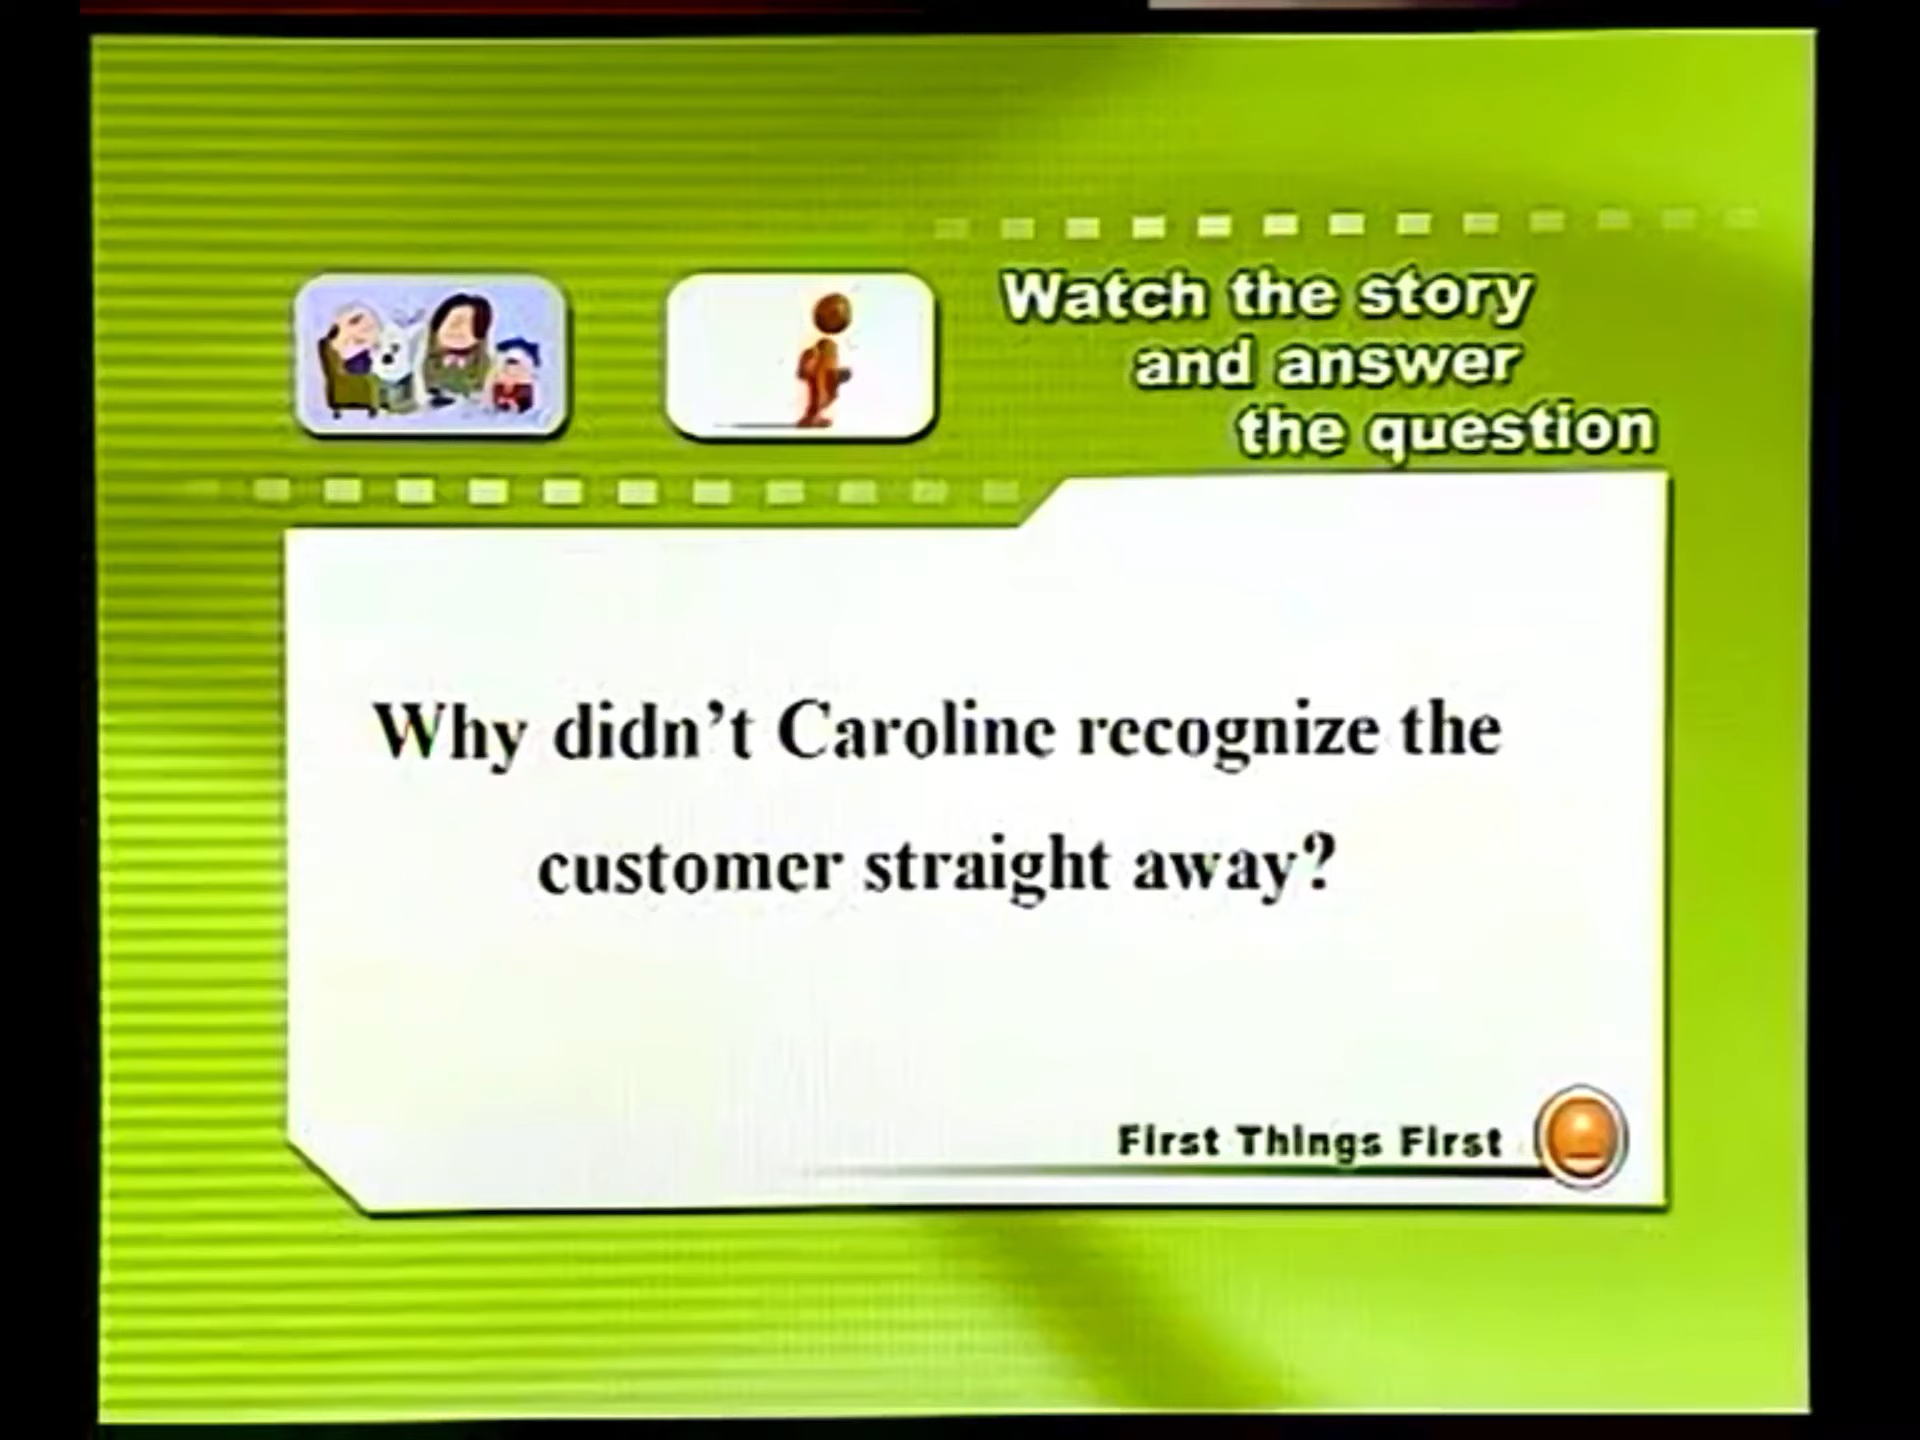 Watch the story
and answer
the question
Why didn't Caroline recognize the
customer straight away?
First Things First